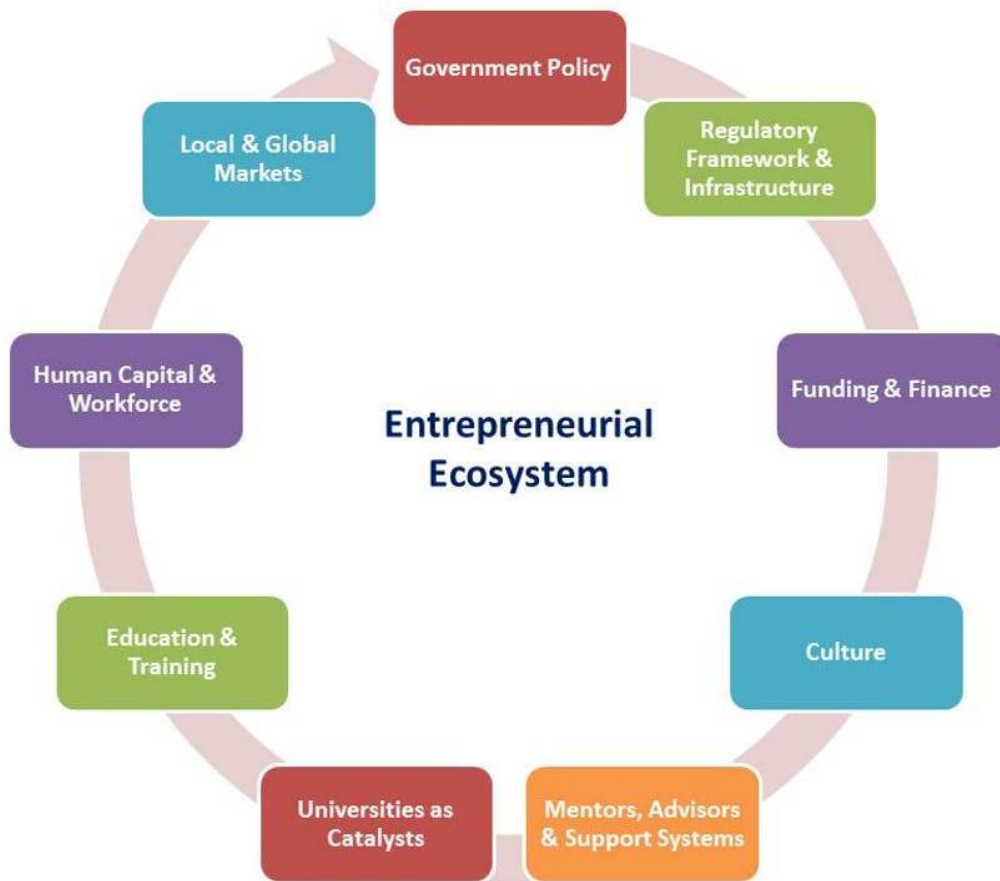 Government Policy
Regulatory
Framework &
Infrastructure
Funding & Finance
Culture
Mentors, Advisors
& Support Systems
Universities as
Catalysts
Education &
Training
Human Capital &
Workforce
Local & Global
Markets
Entrepreneurial
Ecosystem